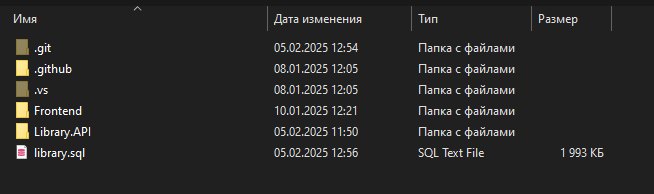 Имя Дата изменения Тип Размер
.git 05.02.2025 12:54 Папка с файлами
.github 08.01.2025 12:05 Папка с файлами
.vs 08.01.2025 12:05 Папка с файлами
Frontend 10.01.2025 12:21 Папка с файлами
Library.API 05.02.2025 11:50 Папка с файлами
library.sql 05.02.2025 12:56 SQL Text File 1 993 КБ